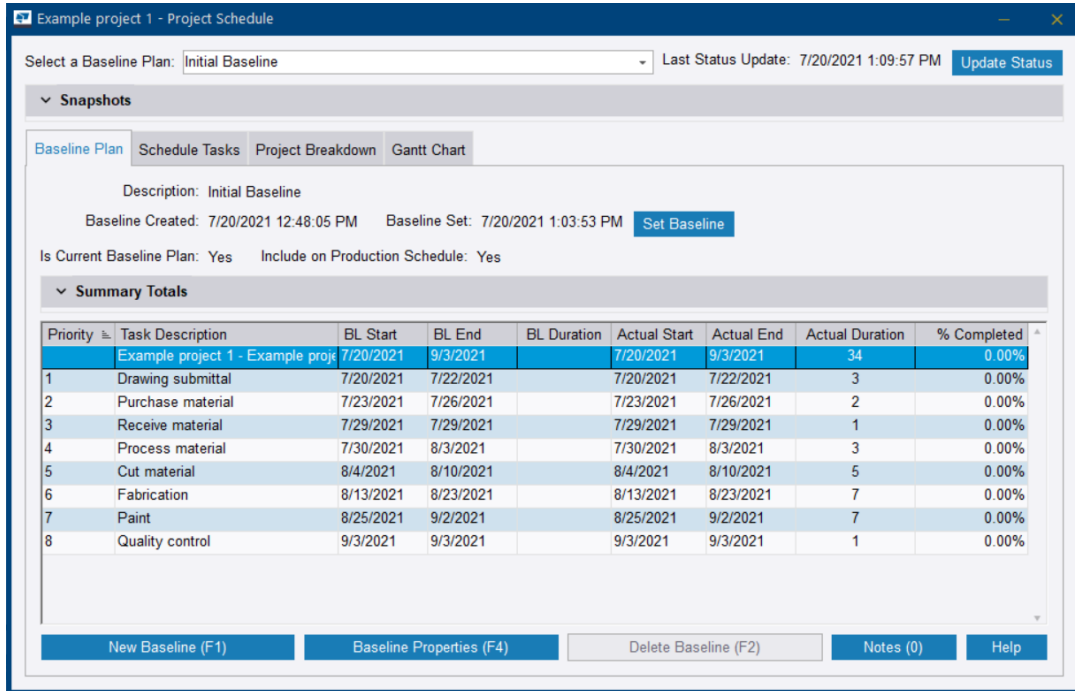 Example project 1 - Project Schedule
Select a Baseline Plan: Initial Baseline Last Status Update: 7/20/2021 1:09:57 PM Update Status
Snapshots
Baseline Plan Schedule Tasks Project Breakdown Gantt Chart
Description: Initial Baseline
Baseline Created: 7/20/2021 12:48:05 PM Baseline Set: 7/20/2021 1:03:53 PM Set Baseline
Is Current Baseline Plan: Yes Include on Production Schedule: Yes
Summary Totals
Priority Task Description BL Start BL End BL Duration Actual Start Actual End Actual Duration % Completed
Example project 1 - Example proje 7/20/2021 9/3/2021 7/20/2021 9/3/2021 34 0.00%
1 Drawing submittal 7/20/2021 7/22/2021 7/20/2021 7/22/2021 3 0.00%
2 Purchase material 7/23/2021 7/26/2021 7/23/2021 7/26/2021 2 0.00%
3 Receive material 7/29/2021 7/29/2021 7/29/2021 7/29/2021 1 0.00%
4 Process material 7/30/2021 8/3/2021 7/30/2021 8/3/2021 3 0.00%
5 Cut material 8/4/2021 8/10/2021 8/4/2021 8/10/2021 5 0.00%
6 Fabrication 8/13/2021 8/23/2021 8/13/2021 8/23/2021 7 0.00%
7 Paint 8/25/2021 9/2/2021 8/25/2021 9/2/2021 7 0.00%
8 Quality control 9/3/2021 9/3/2021 9/3/2021 9/3/2021 1 0.00%
New Baseline (F1) Baseline Properties (F4) Delete Baseline (F2) Notes (0) Help